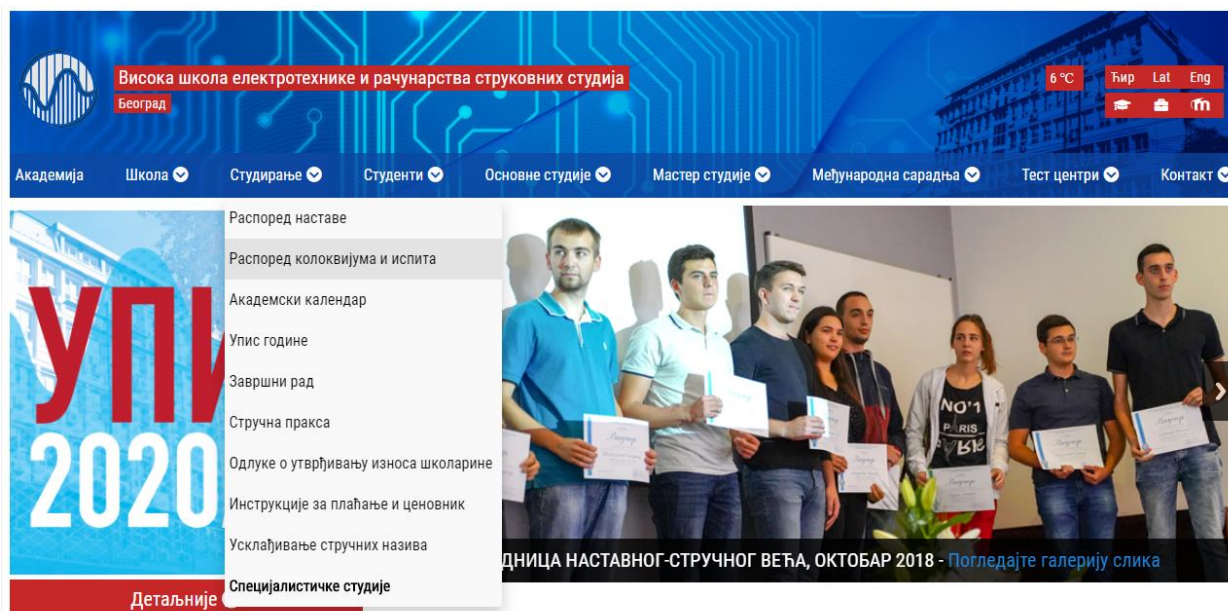 Висока школа електротехнике и рачунарства струковних студија
Београд
6 °C
Ћир Lat Eng
Академија Школа Студирање Студенти Основне студије Мастер студије Међународна сарадња Тест центри Контакт
Распоред наставе
Распоред колоквијума и испита
Академски календар
Упис године
Завршни рад
Стручна пракса
Одлуке о утврђивању износа школарине
Инструкције за плаћање и ценовник
Усклађивање стручних назива
Специјалистичке студије
2020
Детаљније
NO'1
НАСТАВНОГ-СТРУЧНОГ ВЕЋА, ОКТОБАР 2018 - Погледајте галерију слика